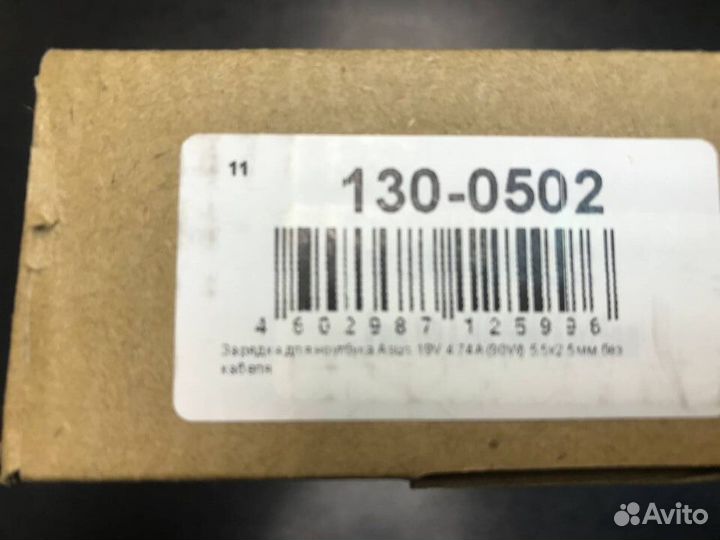 11
130-0502
4 602987 125996
Зарядка для ноутбука Asus 19V 4.74A (90W) 5.5x2.5мм без
кабеля
Avito